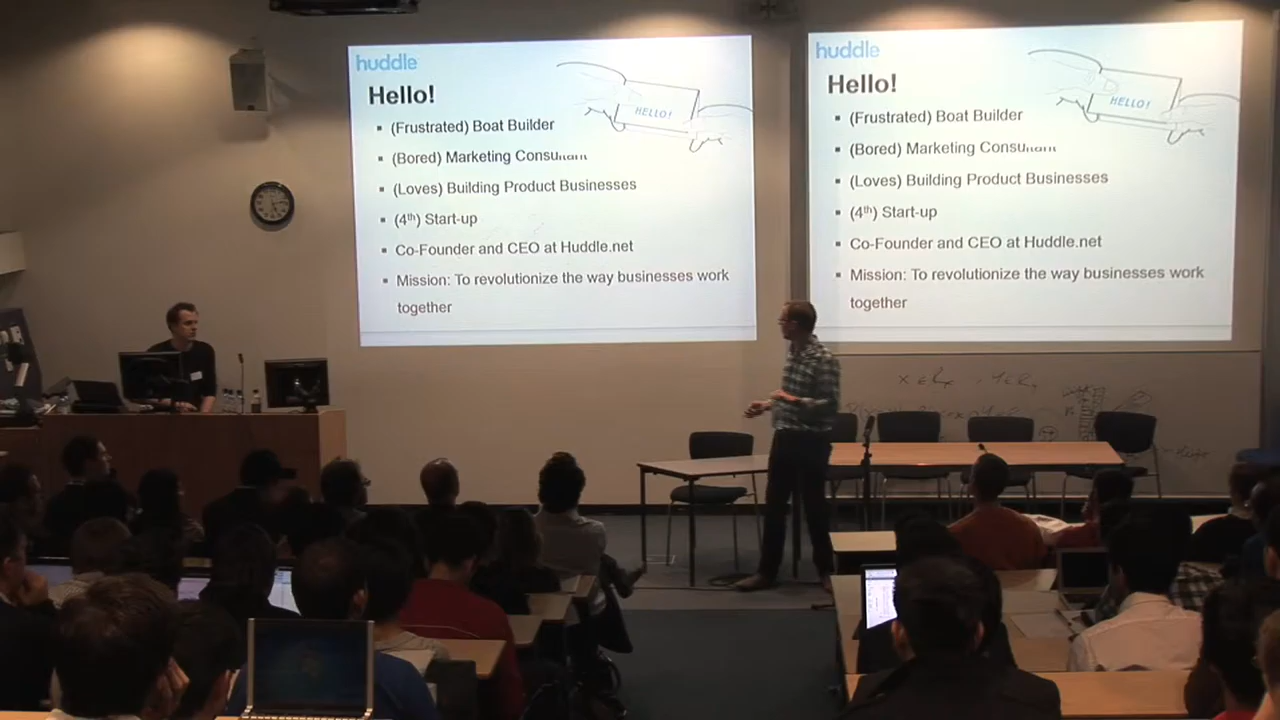 huddle
Hello!
HELLO!
(Frustrated) Boat Builder
(Bored) Marketing Consultant
(Loves) Building Product Businesses
(4th) Start-up
Co-Founder and CEO at Huddle.net
Mission: To revolutionize the way businesses work
together
huddle
Hello!
HELLO!
(Frustrated) Boat Builder
(Bored) Marketing Consultant
(Loves) Building Product Businesses
(4th) Start-up
Co-Founder and CEO at Huddle.net
Mission: To revolutionize the way businesses work
together